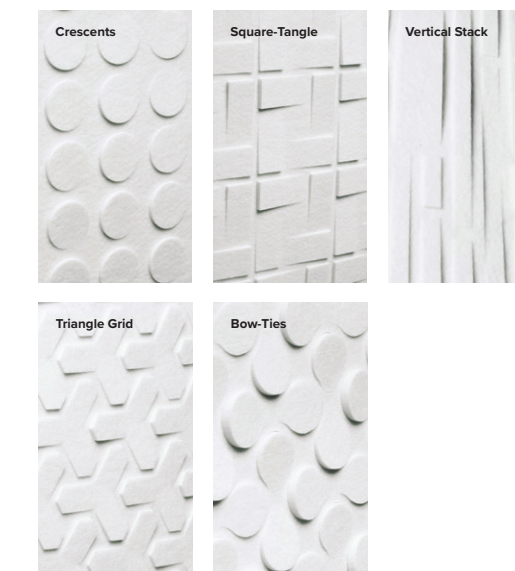 Crescents
Square-Tangle
Vertical Stack
Triangle Grid
Bow-Ties